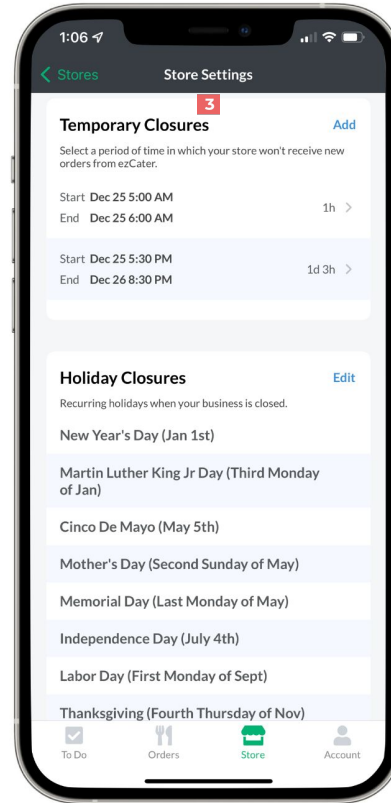 1:06
Stores
Store Settings
3
Temporary Closures
Add
Select a period of time in which your store won't receive new
orders from ezCater.
Start Dec 25 5:00 AM
End Dec 25 6:00 AM
1h
Start Dec 25 5:30 PM
End Dec 26 8:30 PM
1d 3h
Holiday Closures
Edit
Recurring holidays when your business is closed.
New Year's Day (Jan 1st)
Martin Luther King Jr Day (Third Monday
of Jan)
Cinco De Mayo (May 5th)
Mother's Day (Second Sunday of May)
Memorial Day (Last Monday of May)
Independence Day (July 4th)
Labor Day (First Monday of Sept)
Thanksgiving (Fourth Thursday of Nov)
To Do
Orders
Store
Account